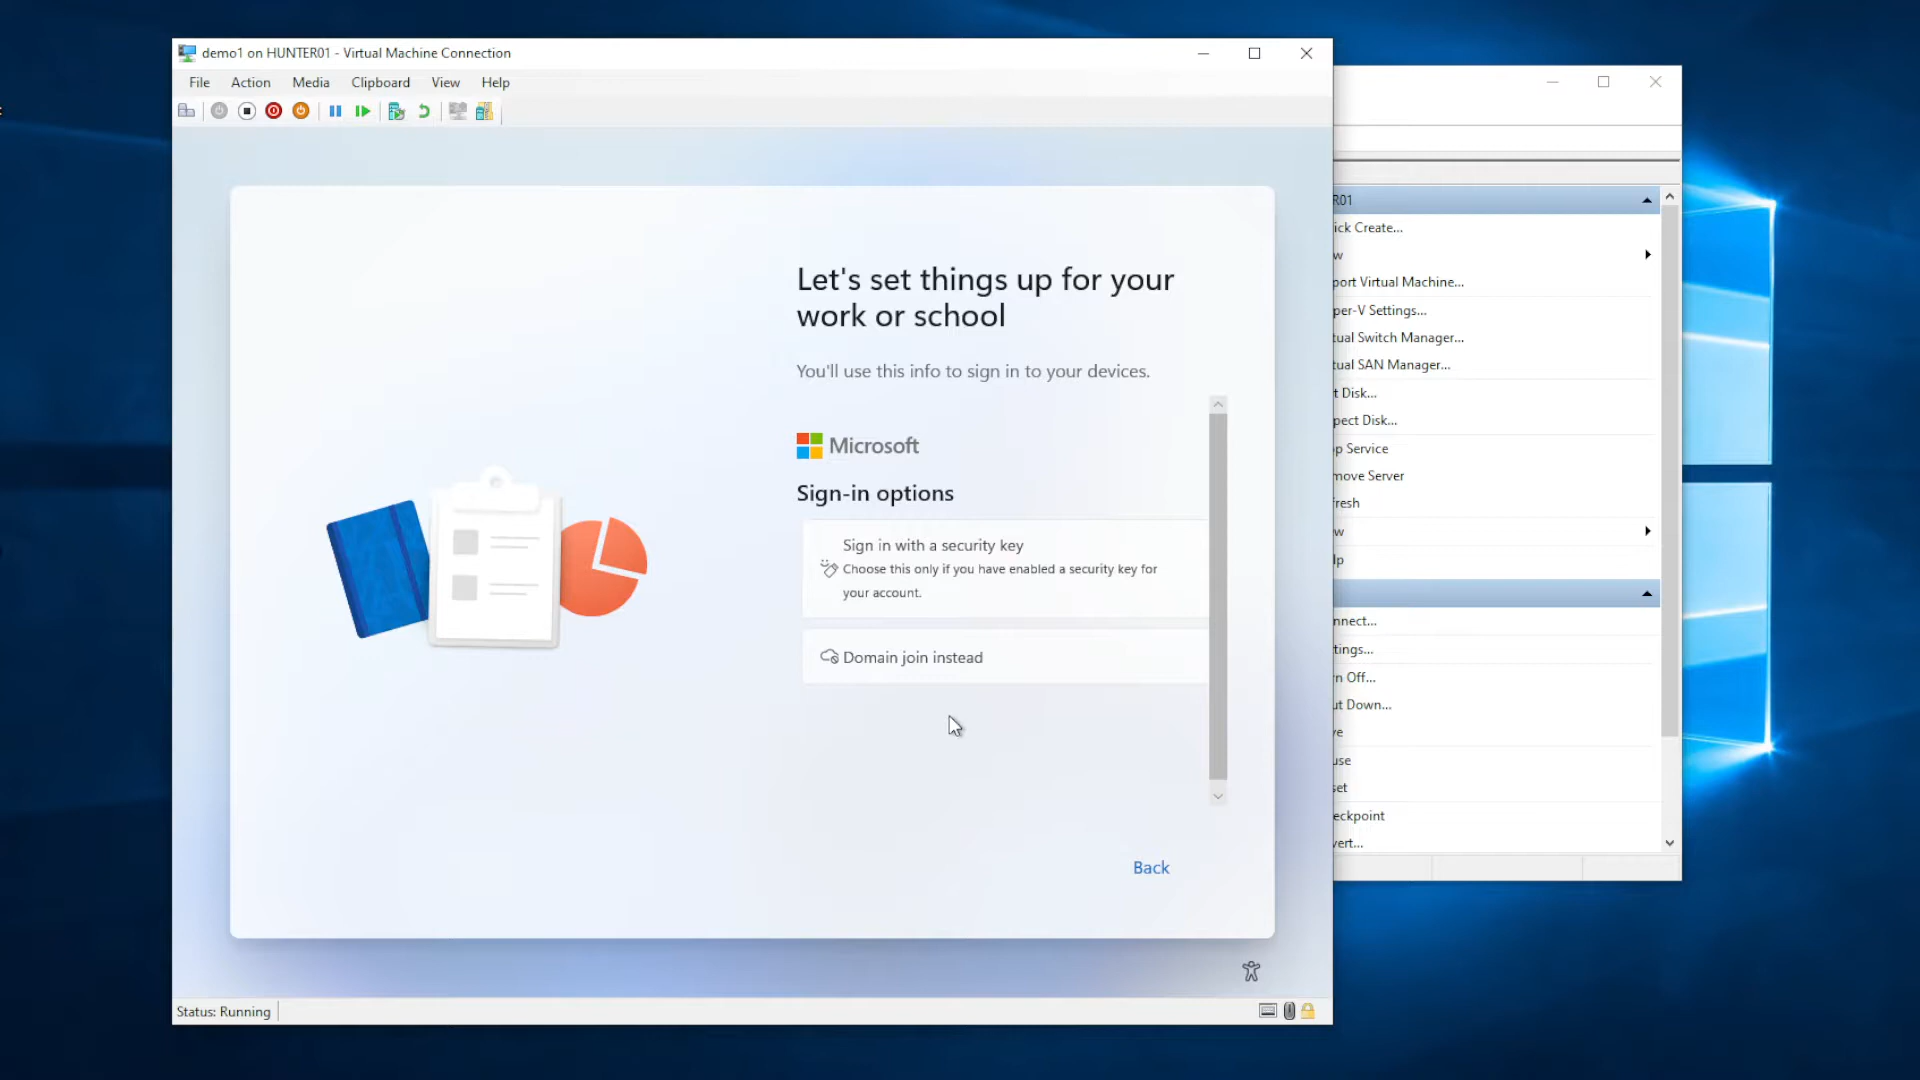 demo1 on HUNTER01 - Virtual Machine Connection
File Action Media Clipboard View Help
Let's set things up for your
work or school
You'll use this info to sign in to your devices.
Microsoft
Sign-in options
Sign in with a security key
Choose this only if you have enabled a security key for
your account.
Domain join instead
Back
Status: Running
R01
ick Create...
w
port Virtual Machine...
per-V Settings...
tual Switch Manager...
tual SAN Manager...
t Disk...
pect Disk...
p Service
move Server
fresh
w
lp
nnect...
tings...
rn Off...
ut Down...
ve
use
set
eckpoint
vert...